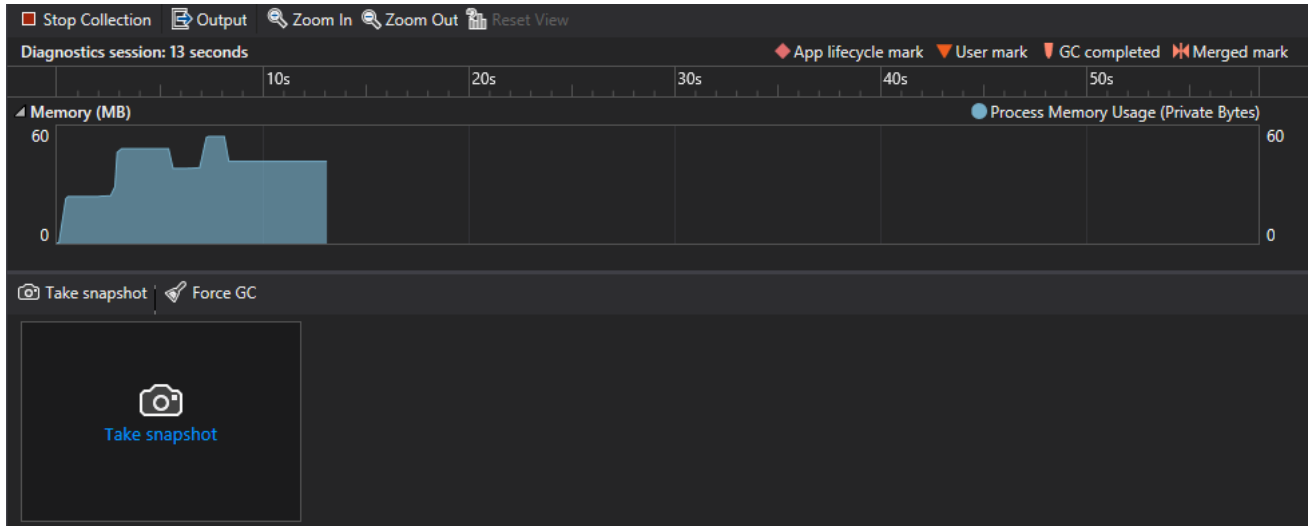 Stop Collection Output Zoom In Zoom Out Reset View
Diagnostics session: 13 seconds App lifecycle mark User mark GC completed Merged mark
10s 20s 30s 40s 50s
Memory (MB) Process Memory Usage (Private Bytes)
60 60
0 0
Take snapshot Force GC
Take snapshot